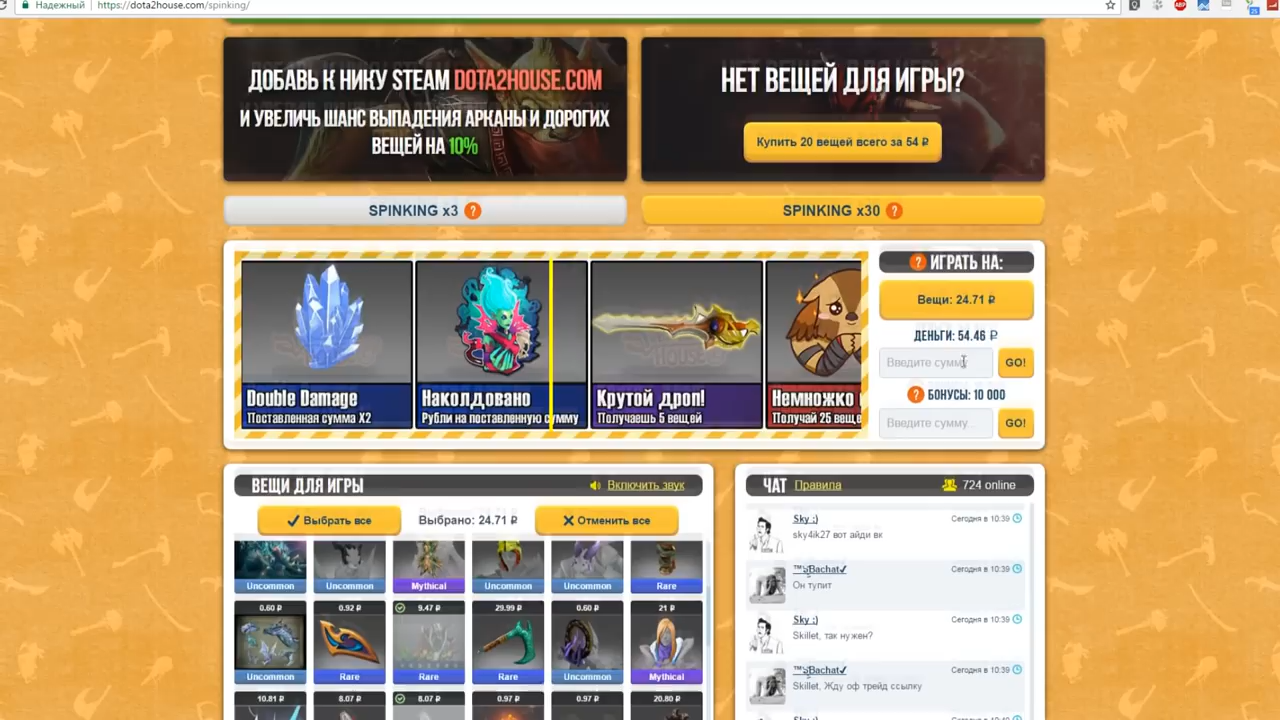 Надежный
https://dota2house.com/spinking/
ДОБАВЬ К НИКУ STEAM DOTA2HOUSE.COM
И УВЕЛИЧЬ ШАНС ВЫПАДЕНИЯ АРКАНЫ И ДОРОГИХ
ВЕЩЕЙ НА 10%
НЕТ ВЕЩЕЙ ДЛЯ ИГРЫ?
Купить 20 вещей всего за 54 ₽
SPINKING x3 ?
SPINKING x30 ?
Double Damage
Поставленная сумма X2
Наколдовано
Рубли на поставленную сумму
Крутой дроп!
Получаешь 5 вещей
Немножко
Получай 25 веще
? ИГРАТЬ НА:
Вещи: 24.71 ₽
ДЕНЬГИ: 54.46 ₽
Введите сумму
GO!
? БОНУСЫ: 10 000
Введите сумму...
GO!
ВЕЩИ ДЛЯ ИГРЫ
Включить звук
Выбрать все
Выбрано: 24.71 ₽
Отменить все
Uncommon Uncommon Mythical Uncommon Uncommon Rare
0.60 ₽ 0.92 ₽ 9.47 ₽ 29.99 ₽ 0.60 ₽ 21 ₽
Uncommon Rare Rare Rare Uncommon Mythical
10.81 ₽ 8.07 ₽ 8.07 ₽ 0.97 ₽ 0.97 ₽ 20.80 ₽
ЧАТ
Правила
724 online
Sky ;)
Сегодня в 10:39
sky4ik27 вот айди вк
Bachat✓
Сегодня в 10:39
Он тупит
Sky ;)
Сегодня в 10:39
Skillet, так нужен?
Bachat✓
Сегодня в 10:39
Skillet, Жду оф трейд ссылку
Sky ;)